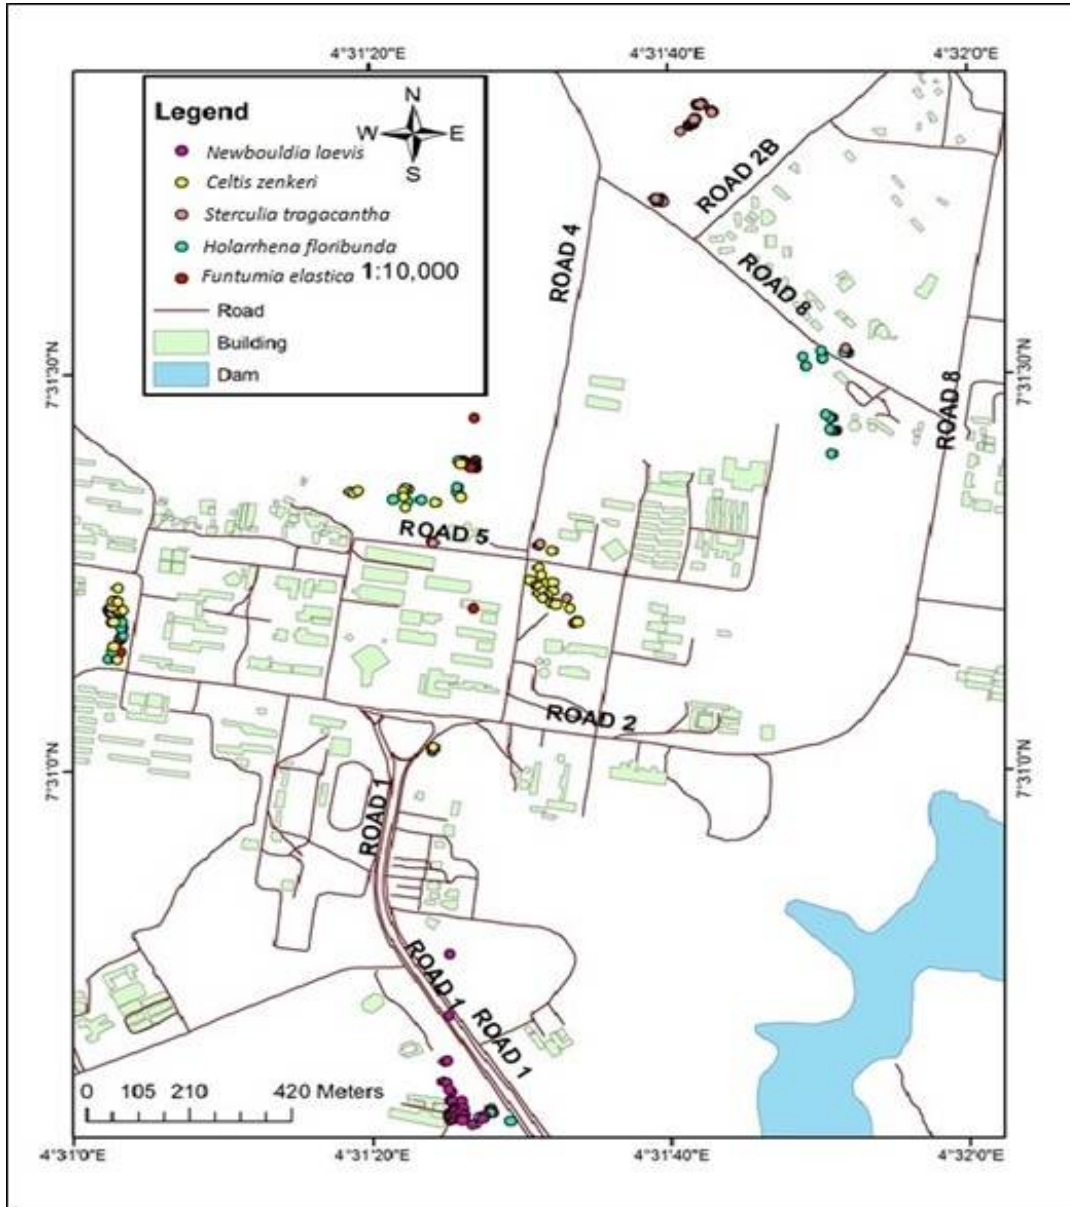 4°31'20"E 4°31'40"E 4°32'0"E
Legend
N
W E
S
Newbouldia laevis
Celtis zenkeri
Sterculia tragacantha
Holarrhena floribunda
Funtumia elastica 1:10,000
Road
Building
Dam
ROAD 2B
ROAD 4
ROAD 8
7°31'30"N
7°31'30"N
ROAD 8
ROAD 5
ROAD 2
7°31'0"N
7°31'0"N
ROAD 1
ROAD 1
ROAD 1
0 105 210 420 Meters
4°31'0"E 4°31'20"E 4°31'40"E 4°32'0"E